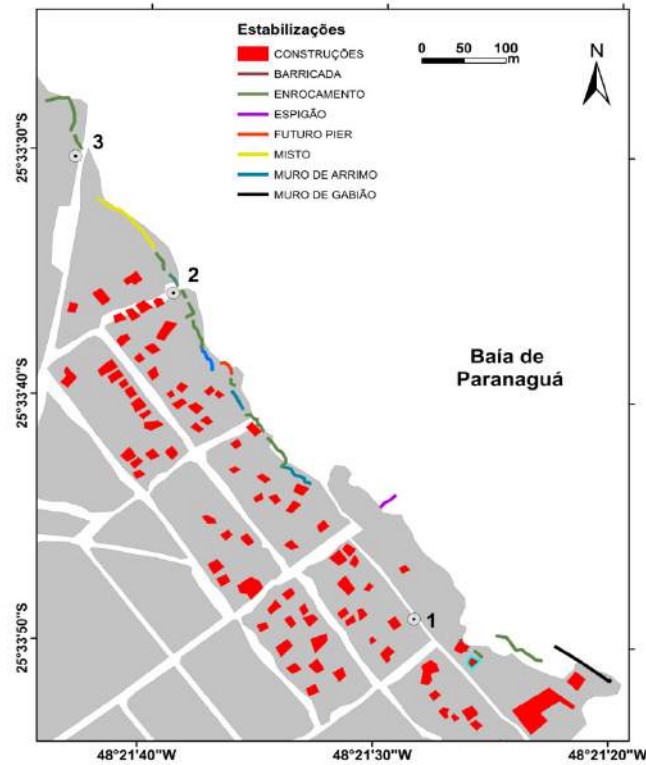 Estabilizações
CONSTRUÇÕES
BARRICADA
ENROCAMENTO
ESPIGÃO
FUTURO PIER
MISTO
MURO DE ARRIMO
MURO DE GABIÃO
0 50 100
m
N
3
2
1
Baía de
Paranaguá
25°33'30"S
25°33'40"S
25°33'50"S
48°21'40"W
48°21'30"W
48°21'20"W